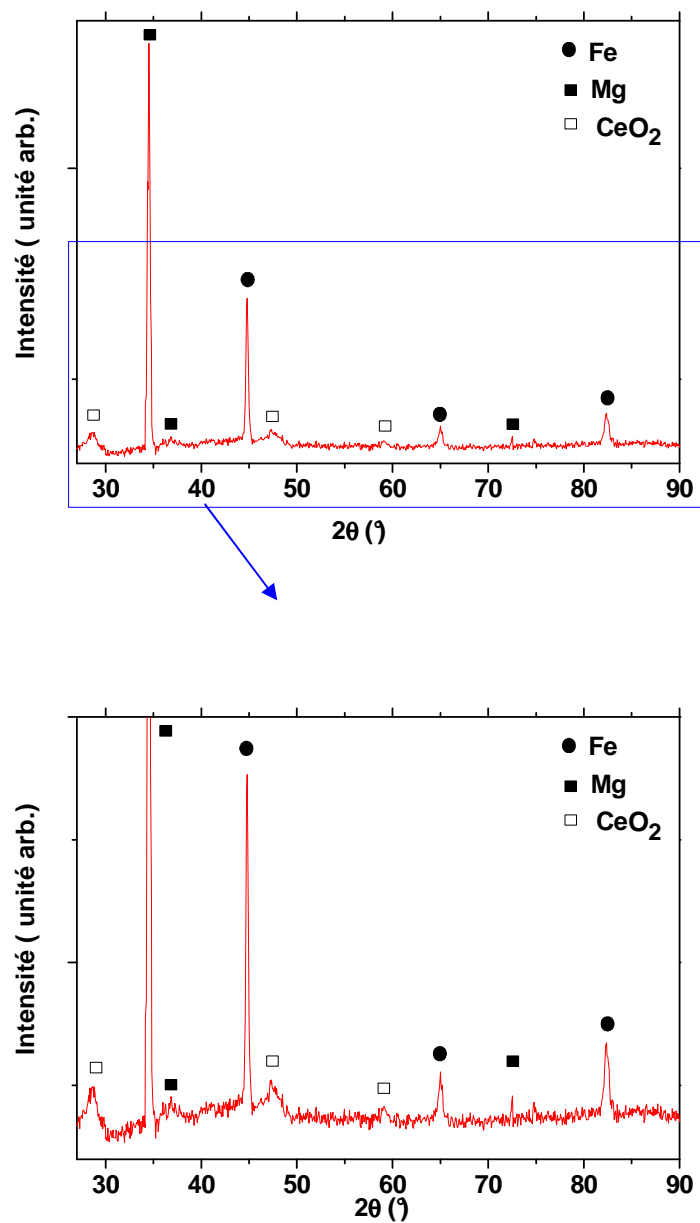 Fe
Mg
CeO2
Intensité ( unité arb.)
30 40 50 60 70 80 90
2θ (°)
Fe
Mg
CeO2
Intensité ( unité arb.)
30 40 50 60 70 80 90
2θ (°)